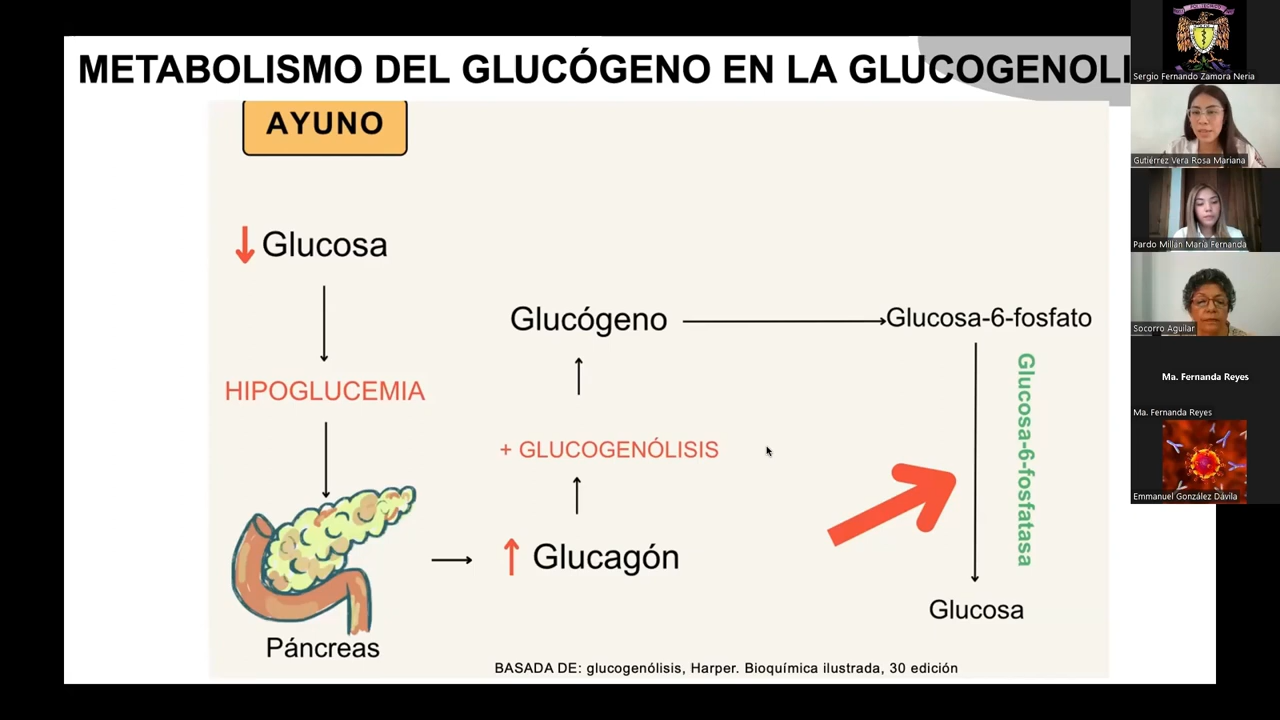 METABOLISMO DEL GLUCÓGENO EN LA GLUCOGENOLI
AYUNO
Glucosa
HIPOGLUCEMIA
Páncreas
Glucagón
+ GLUCOGENÓLISIS
Glucógeno
Glucosa-6-fosfato
Glucosa-6-fosfatasa
Glucosa
BASADA DE: glucogenólisis, Harper. Bioquímica ilustrada, 30 edición
Sergio Fernando Zamora Neria
Gutiérrez Vera Rosa Mariana
Pardo Millán María Fernanda
Socorro Aguilar
Ma. Fernanda Reyes
Ma. Fernanda Reyes
Emmanuel González Dávila